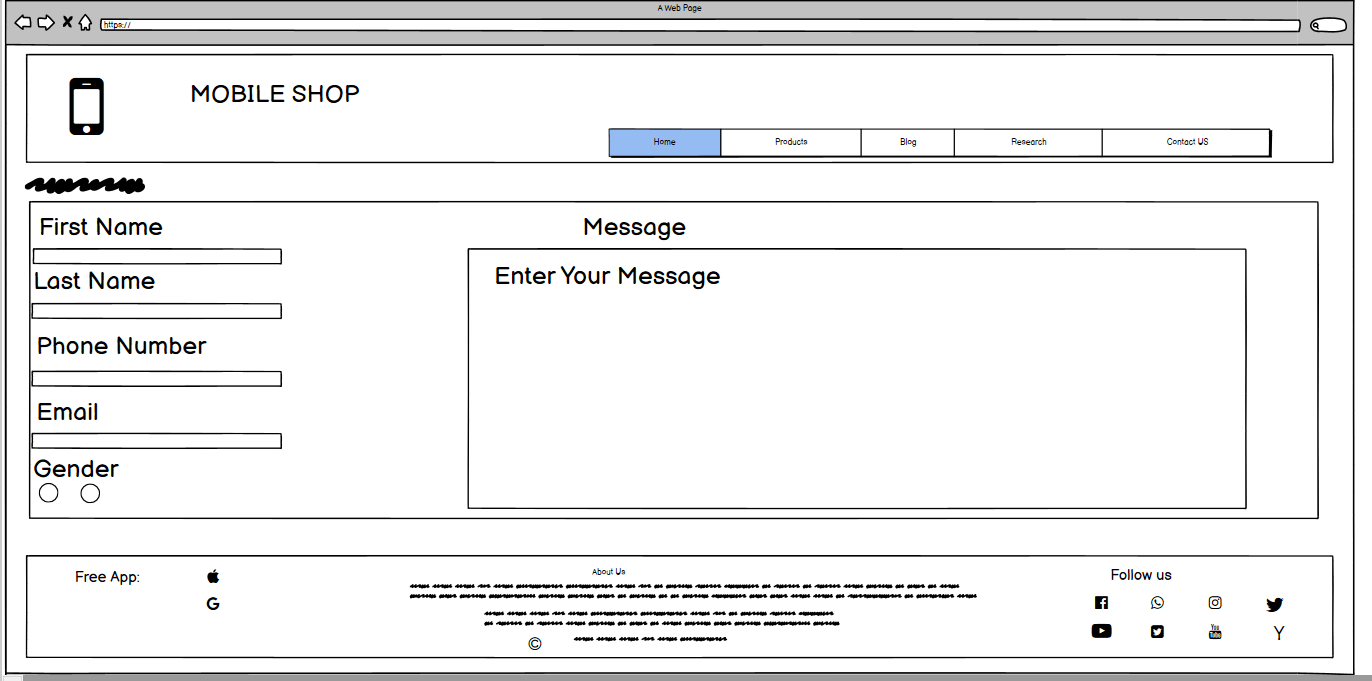 A Web Page
https://
MOBILE SHOP
Home Products Blog Research Contact US
First Name
Message
Enter Your Message
Last Name
Phone Number
Email
Gender
Free App:
About Us
Follow us
G
©
You
Tube
Y